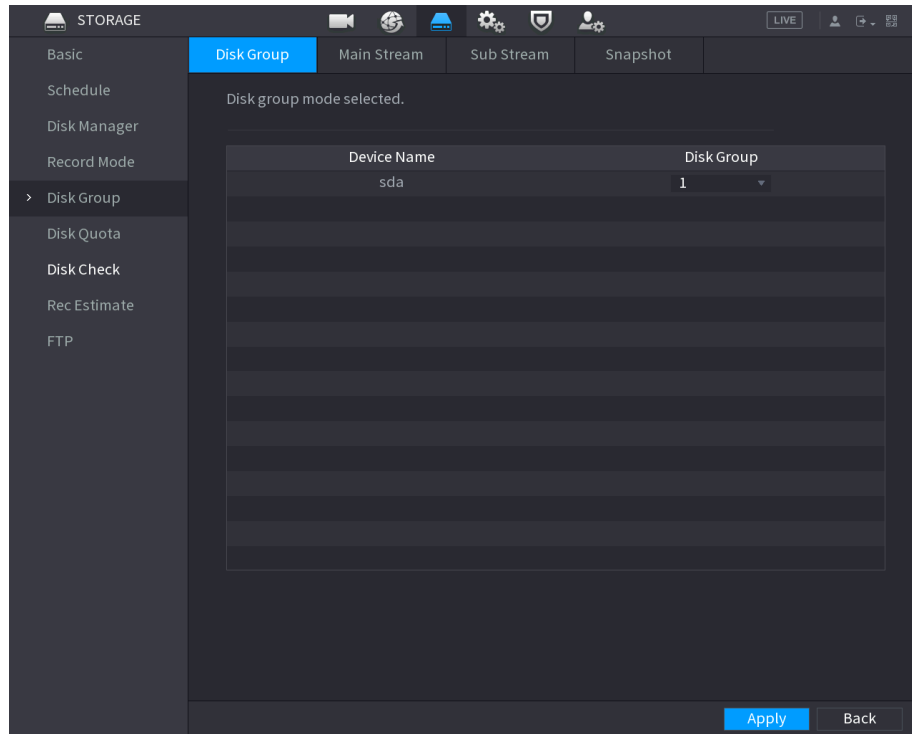 STORAGE
LIVE
Basic
Schedule
Disk Manager
Record Mode
Disk Group
Disk Quota
Disk Check
Rec Estimate
FTP
Disk Group Main Stream Sub Stream Snapshot
Disk group mode selected.
Device Name Disk Group
sda 1
Apply Back